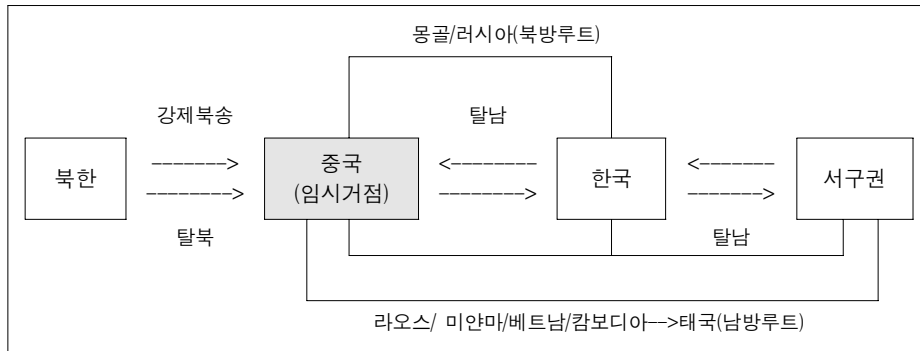 몽골/러시아(북방루트)
강제북송
탈남
북한
------->
-------->
중국
(임시거점)
<--------
-------->
한국
<-------
------->
서구권
탈북
탈남
라오스/ 미얀마/베트남/캄보디아-->태국(남방루트)